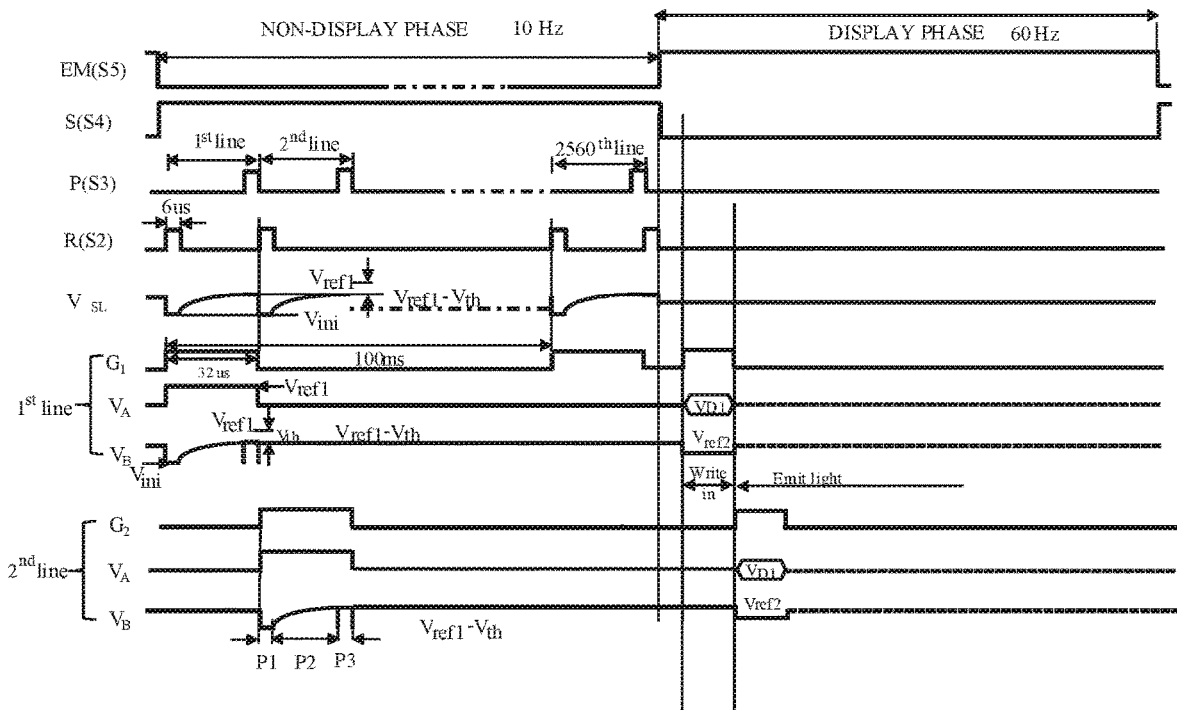 NON-DISPLAY PHASE 10 Hz
DISPLAY PHASE 60 Hz
EM(S5)
S(S4)
1st line
2nd line
2560th line
P(S3)
6us
R(S2)
Vref1
VSL
Vref1-Vth
Vini
G1
100ms
32 us
1st line
Vref1
VA
VD1
Vref1
Vth
Vref1-Vth
Vref2
VB
Vini
Write in
Emit light
G2
2nd line
VA
VD1
Vref2
VB
Vref1-Vth
P1 P2 P3